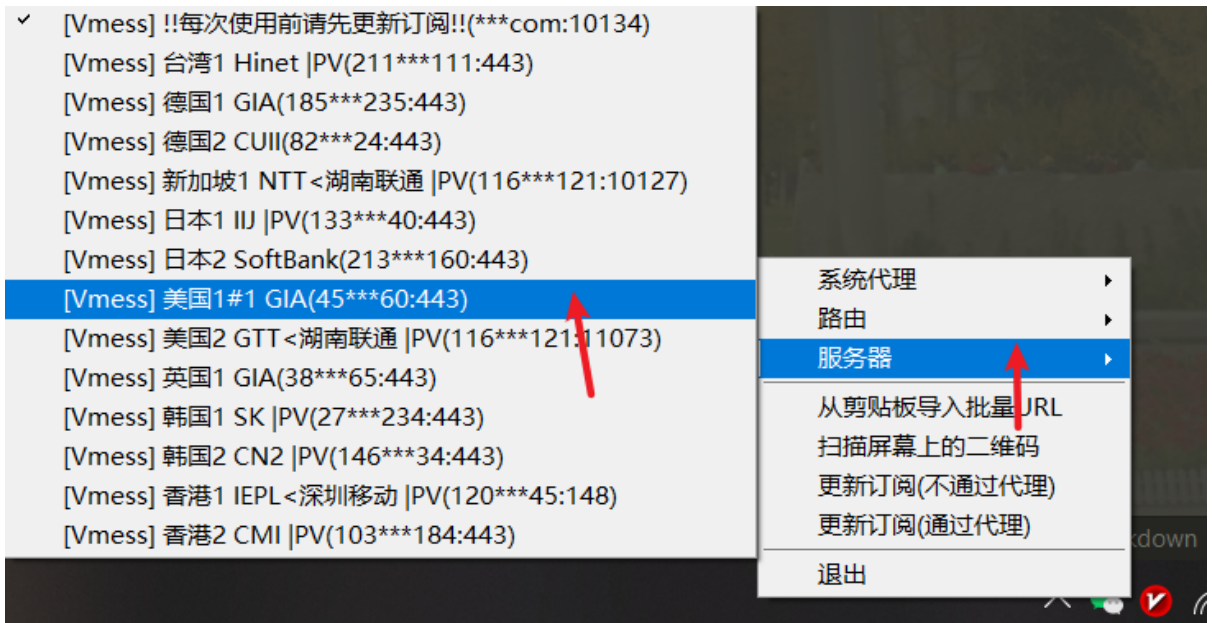 [Vmess] !!每次使用前请先更新订阅!!(***com:10134)
[Vmess] 台湾1 Hinet |PV(211***111:443)
[Vmess] 德国1 GIA(185***235:443)
[Vmess] 德国2 CUII(82***24:443)
[Vmess] 新加坡1 NTT<湖南联通 |PV(116***121:10127)
[Vmess] 日本1 IIJ |PV(133***40:443)
[Vmess] 日本2 SoftBank(213***160:443)
[Vmess] 美国1#1 GIA(45***60:443)
[Vmess] 美国2 GTT<湖南联通 |PV(116***121:11073)
[Vmess] 英国1 GIA(38***65:443)
[Vmess] 韩国1 SK |PV(27***234:443)
[Vmess] 韩国2 CN2 |PV(146***34:443)
[Vmess] 香港1 IEPL<深圳移动 |PV(120***45:148)
[Vmess] 香港2 CMI |PV(103***184:443)
系统代理
路由
服务器
从剪贴板导入批量URL
扫描屏幕上的二维码
更新订阅(不通过代理)
更新订阅(通过代理)
退出
kdown